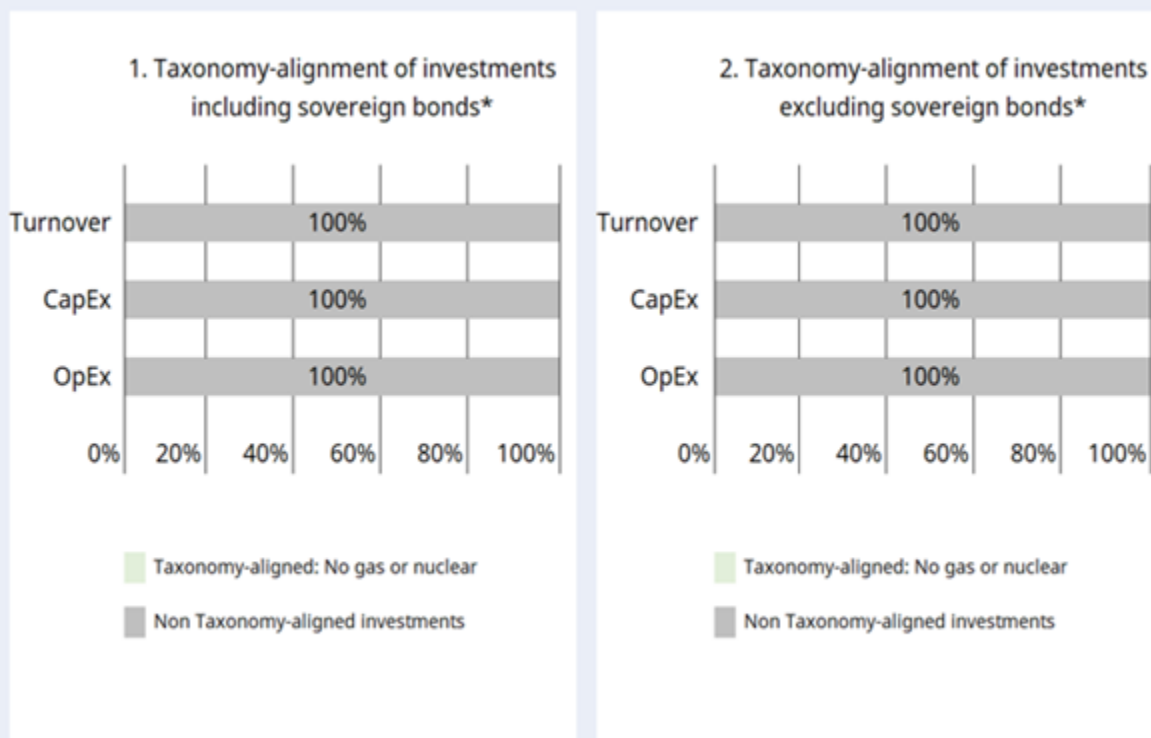 1. Taxonomy-alignment of investments
including sovereign bonds*
Turnover 100%
CapEx 100%
OpEx 100%
0% 20% 40% 60% 80% 100%
Taxonomy-aligned: No gas or nuclear
Non Taxonomy-aligned investments
2. Taxonomy-alignment of investments
excluding sovereign bonds*
Turnover 100%
CapEx 100%
OpEx 100%
0% 20% 40% 60% 80% 100%
Taxonomy-aligned: No gas or nuclear
Non Taxonomy-aligned investments